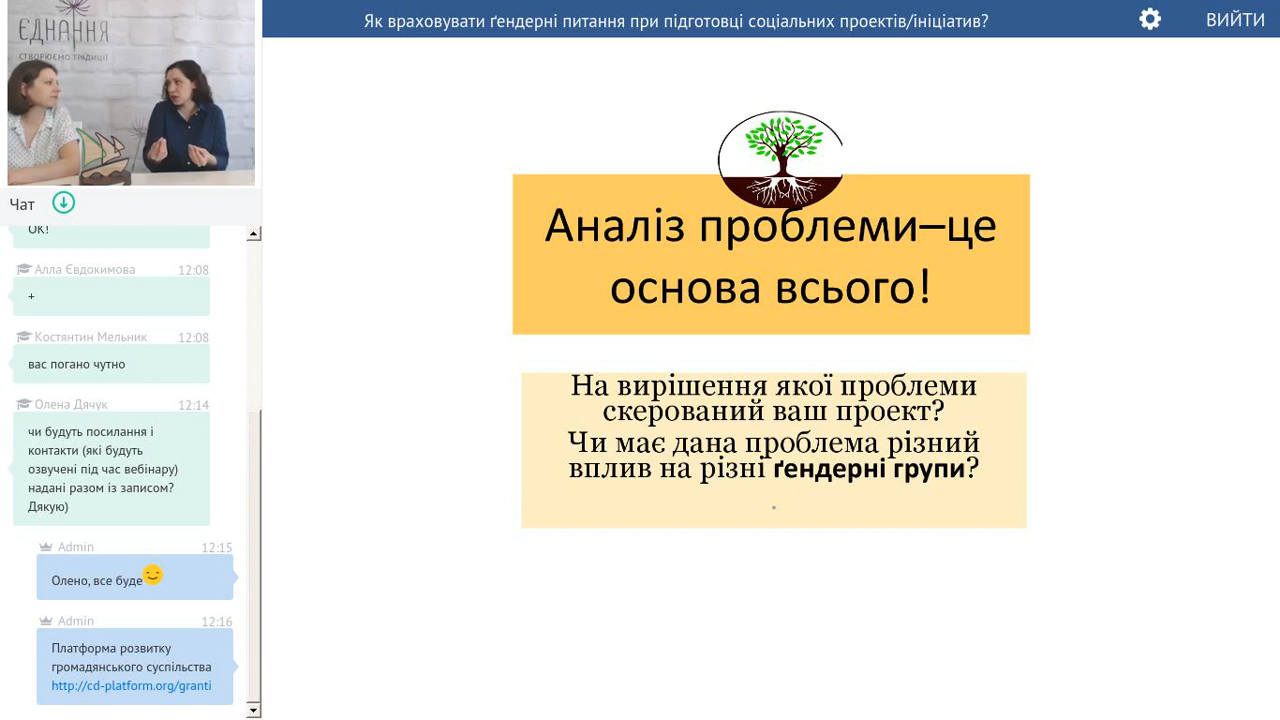 Як враховувати ґендерні питання при підготовці соціальних проектів/ініціатив?
ВИЙТИ
ЄДНАННЯ
СТВОРЮЄМО ТРАДИЦІЇ
Чат
ОК!
Алла Євдокимова 12:08
+
Костянтин Мельник 12:08
вас погано чутно
Олена Дячук 12:14
чи будуть посилання і
контакти (які будуть
озвучені під час вебінару)
надані разом із записом?
Дякую)
Admin 12:15
Олено, все буде
Admin 12:16
Платформа розвитку
громадянського суспільства
http://cd-platform.org/granti
Аналіз проблеми–це
основа всього!
На вирішення якої проблеми
скерований ваш проект?
Чи має дана проблема різний
вплив на різні ґендерні групи?
.